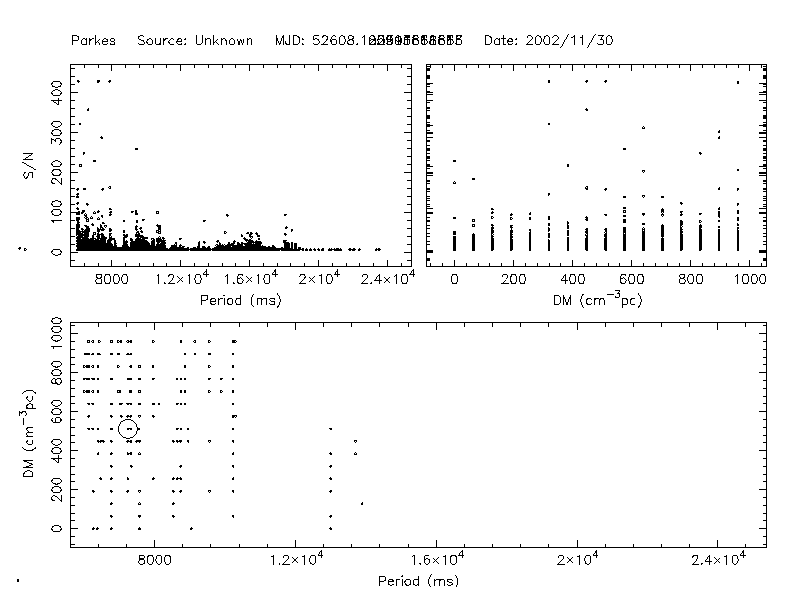 Parkes Source: Unknown MJD: Date: 2002/11/30
S/N
400
300
200
100
0
8000 1.2×10⁴ 1.6×10⁴ 2×10⁴ 2.4×10⁴
Period (ms)
0 200 400 600 800 1000
DM (cm⁻³pc)
DM (cm⁻³pc)
1000
800
600
400
200
0
8000 1.2×10⁴ 1.6×10⁴ 2×10⁴ 2.4×10⁴
Period (ms)